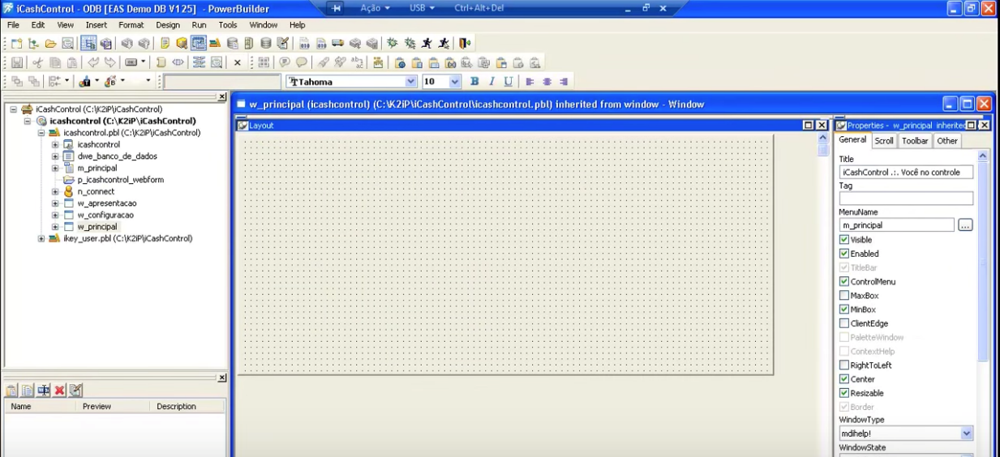 iCashControl - ODB [EAS Demo DB V125] - PowerBuilder
Ação USB Ctrl+Alt+Del
File Edit View Insert Format Design Run Tools Window Help
Tahoma 10 B I U
iCashControl (C:\K2iP\iCashControl)
icashcontrol (C:\K2iP\iCashControl)
icashcontrol.pbl (C:\K2iP\iCashControl)
icashcontrol
dwe_banco_de_dados
m_principal
p_icashcontrol_webform
n_connect
w_apresentacao
w_configuracao
w_principal
ikey_user.pbl (C:\K2iP\iCashControl)
Name Preview Description
w_principal (icashcontrol) (C:\K2iP\iCashControl\icashcontrol.pbl) inherited from window - Window
Layout
Properties - w_principal inherited
General Scroll Toolbar Other
Title
iCashControl .:. Você no controle
Tag
MenuName
m_principal
...
Visible
Enabled
TitleBar
ControlMenu
MaxBox
MinBox
ClientEdge
PaletteWindow
ContextHelp
RightToLeft
Center
Resizable
Border
WindowType
mdihelp!
WindowState